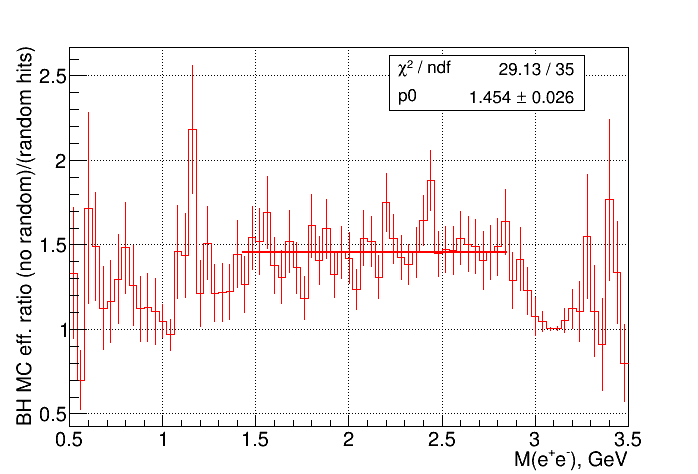 BH MC eff. ratio (no random)/(random hits)
χ² / ndf 29.13 / 35
p0 1.454 ± 0.026
2.5
2
1.5
1
0.5
0.5 1 1.5 2 2.5 3 3.5
M(e⁺e⁻), GeV